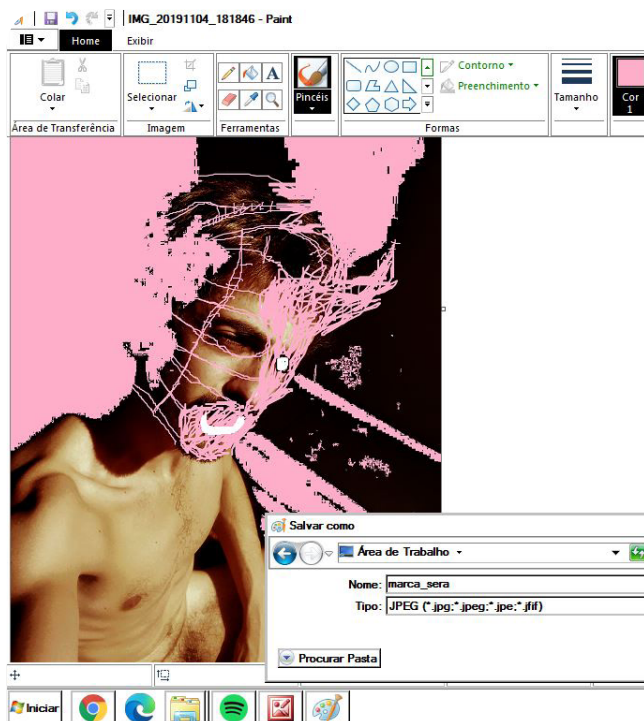 IMG_20191104_181846 - Paint
Home Exibir
Colar
Selecionar
A
Pincéis
Contorno
Preenchimento
Tamanho
Cor
1
Área de Transferência
Imagem
Ferramentas
Formas
Salvar como
Área de Trabalho
Nome: marca_sera
Tipo: JPEG (*.jpg;*.jpeg;*.jpe;*.jfif)
Procurar Pasta
Iniciar